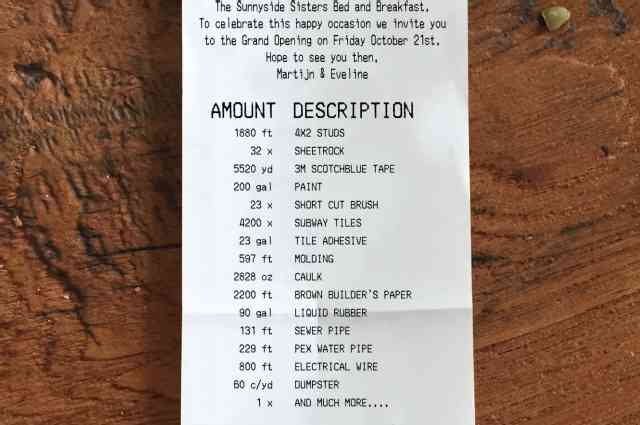 The Sunnyside Sisters Bed and Breakfast.
To celebrate this happy occasion we invite you
to the Grand Opening on Friday October 21st.
Hope to see you then,
Martijn & Eveline
AMOUNT DESCRIPTION
1880 ft 4X2 STUDS
32 x SHEETROCK
5520 yd 3M SCOTCHBLUE TAPE
200 gal PAINT
23 x SHORT CUT BRUSH
4200 x SUBWAY TILES
23 gal TILE ADHESIVE
597 ft MOLDING
2828 oz CAULK
2200 ft BROWN BUILDER'S PAPER
90 gal LIQUID RUBBER
131 ft SEWER PIPE
229 ft PEX WATER PIPE
800 ft ELECTRICAL WIRE
60 c/yd DUMPSTER
1 x AND MUCH MORE....